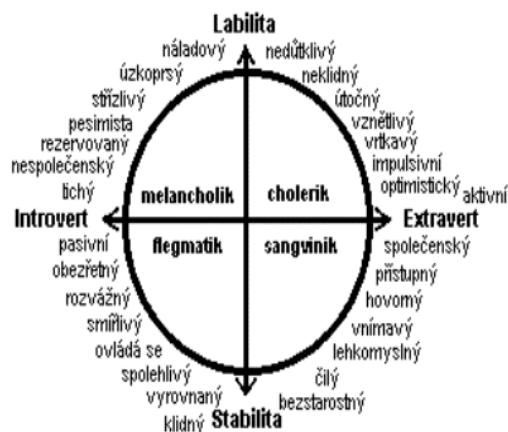 Labilita
náladový
nedůtklivý
úzkoprsý
neklidný
střízlivý
útočný
pesimista
vznětlivý
rezervovaný
vrtkavý
nespolečenský
impulsivní
tichý
optimistický
aktivní
melancholik
cholerik
Introvert
Extravert
flegmatik
sangvinik
pasivní
společenský
obezřetný
přístupný
rozvážný
hovorný
smířlivý
vnímavý
ovládá se
lehkomyslný
spolehlivý
čilý
vyrovnaný
bezstarostný
klidný
Stabilita